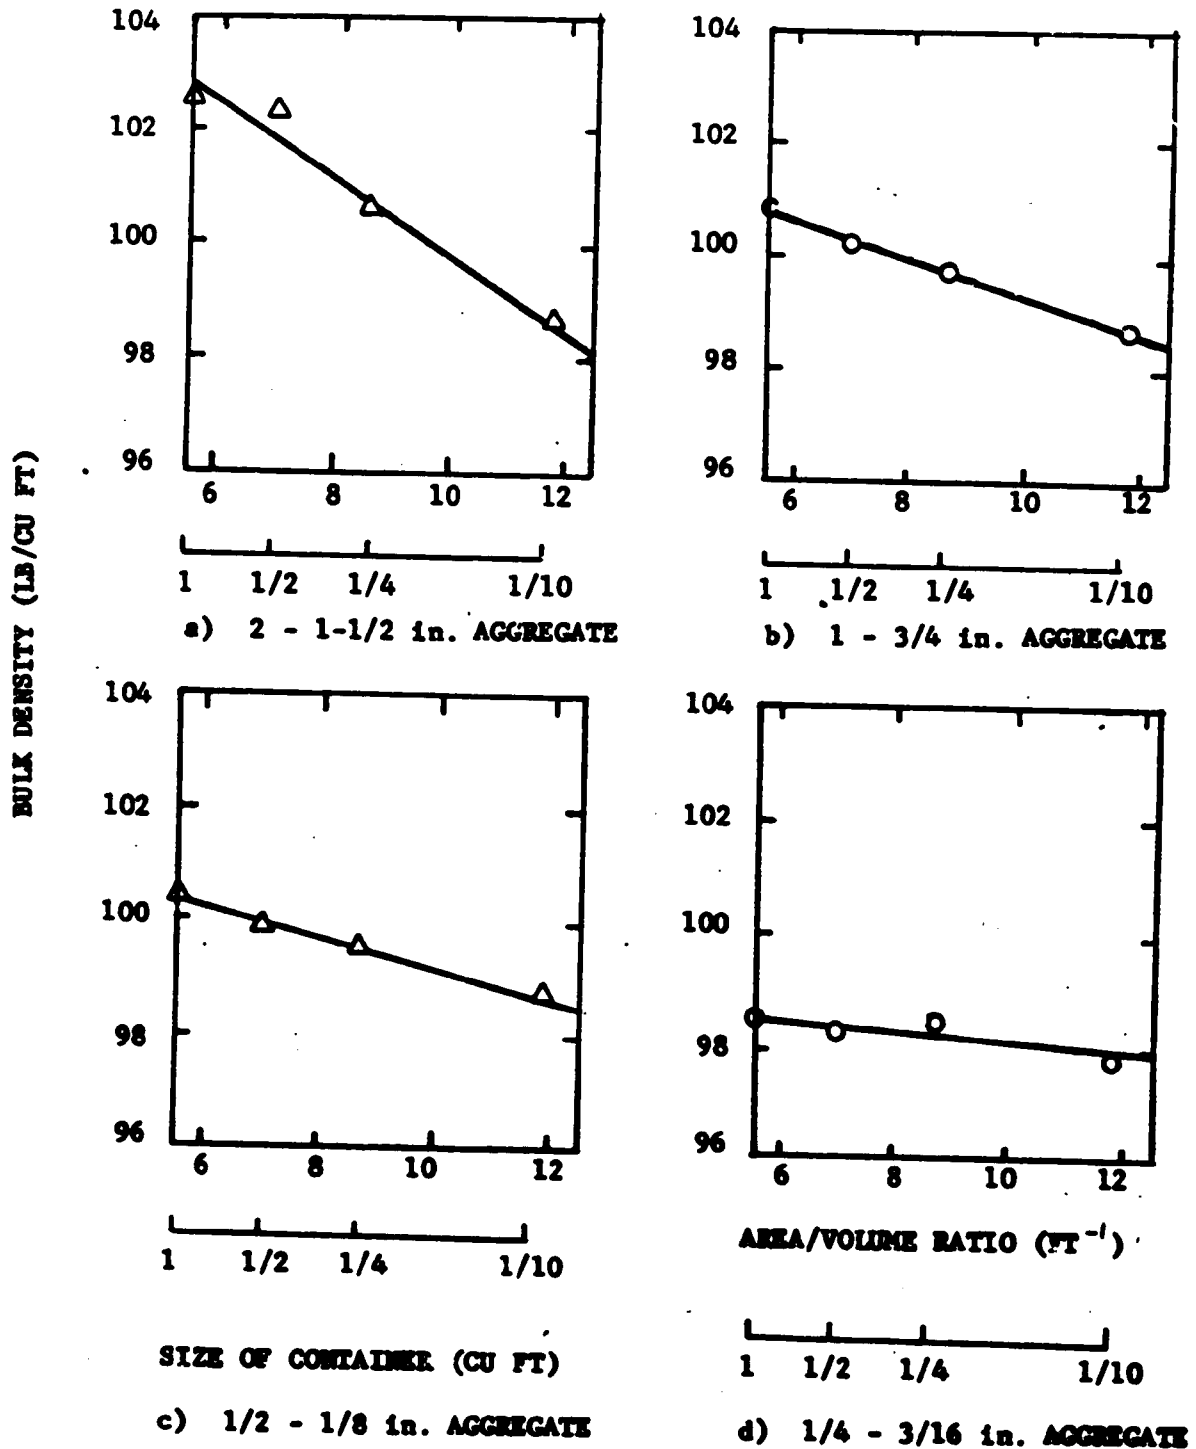 BULK DENSITY (LB/CU FT)
104
102
100
98
96
6 8 10 12
1 1/2 1/4 1/10
a) 2 - 1-1/2 in. AGGREGATE
104
102
100
98
96
6 8 10 12
1 1/2 1/4 1/10
b) 1 - 3/4 in. AGGREGATE
104
102
100
98
96
6 8 10 12
1 1/2 1/4 1/10
SIZE OF CONTAINER (CU FT)
c) 1/2 - 1/8 in. AGGREGATE
104
102
100
98
96
6 8 10 12
AREA/VOLUME RATIO (FT⁻¹)
1 1/2 1/4 1/10
d) 1/4 - 3/16 in. AGGREGATE